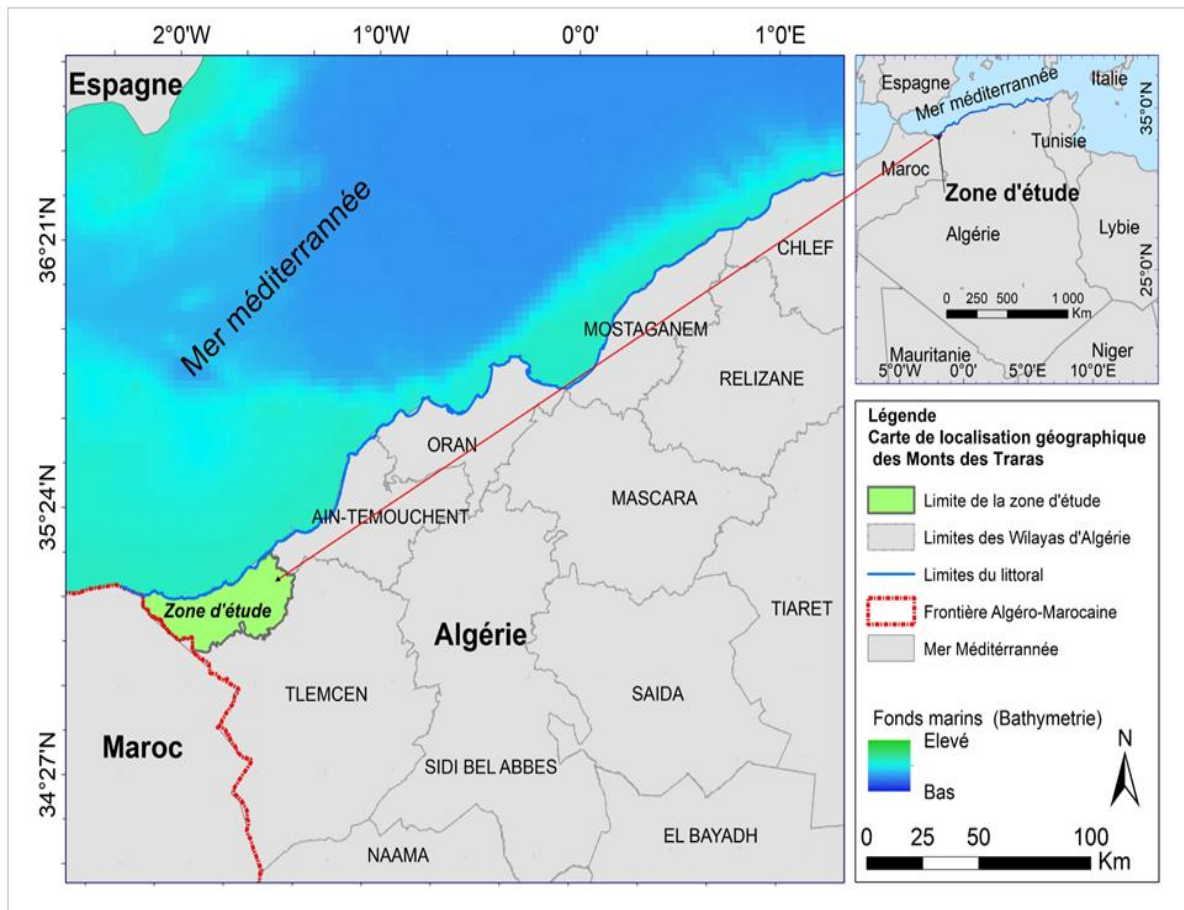 2°0'W 1°0'W 0°0' 1°0'E
36°21'N
35°24'N
34°27'N
Espagne
Mer méditerrannée
CHLEF
MOSTAGANEM
RELIZANE
ORAN
MASCARA
AIN-TEMOUCHENT
TIARET
Zone d'étude
Algérie
TLEMCEN
SAIDA
Maroc
SIDI BEL ABBES
EL BAYADH
NAAMA
Espagne
Mer méditerrannée
Italie
35°0'N
Tunisie
Maroc
Zone d'étude
Lybie
Algérie
25°0'N
0 250 500 1 000
Km
Mauritanie
Niger
5°0'W 0°0' 5°0'E 10°0'E
Légende
Carte de localisation géographique
des Monts des Traras
Limite de la zone d'étude
Limites des Wilayas d'Algérie
Limites du littoral
Frontière Algéro-Marocaine
Mer Méditérrannée
Fonds marins (Bathymetrie)
Elevé
Bas
N
0 25 50 100
Km